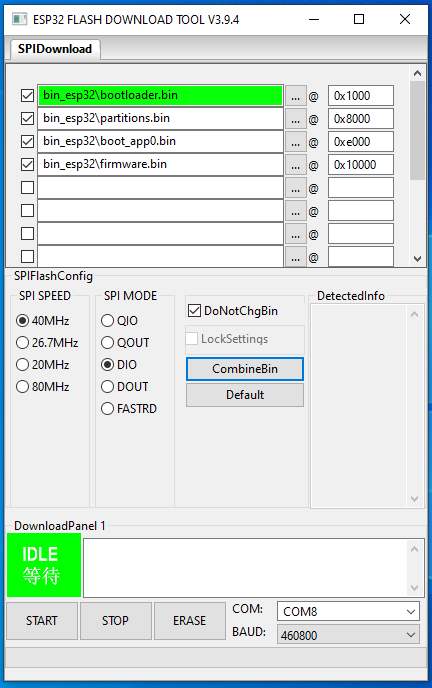 ESP32 FLASH DOWNLOAD TOOL V3.9.4
SPIDownload
bin_esp32\bootloader.bin ... @ 0x1000
bin_esp32\partitions.bin ... @ 0x8000
bin_esp32\boot_app0.bin ... @ 0xe000
bin_esp32\firmware.bin ... @ 0x10000
... @
... @
... @
... @
SPIFlashConfig
SPI SPEED
40MHz
26.7MHz
20MHz
80MHz
SPI MODE
QIO
QOUT
DIO
DOUT
FASTRD
DoNotChgBin
LockSettings
CombineBin
Default
DetectedInfo
DownloadPanel 1
IDLE
等待
START STOP ERASE
COM: COM8
BAUD: 460800